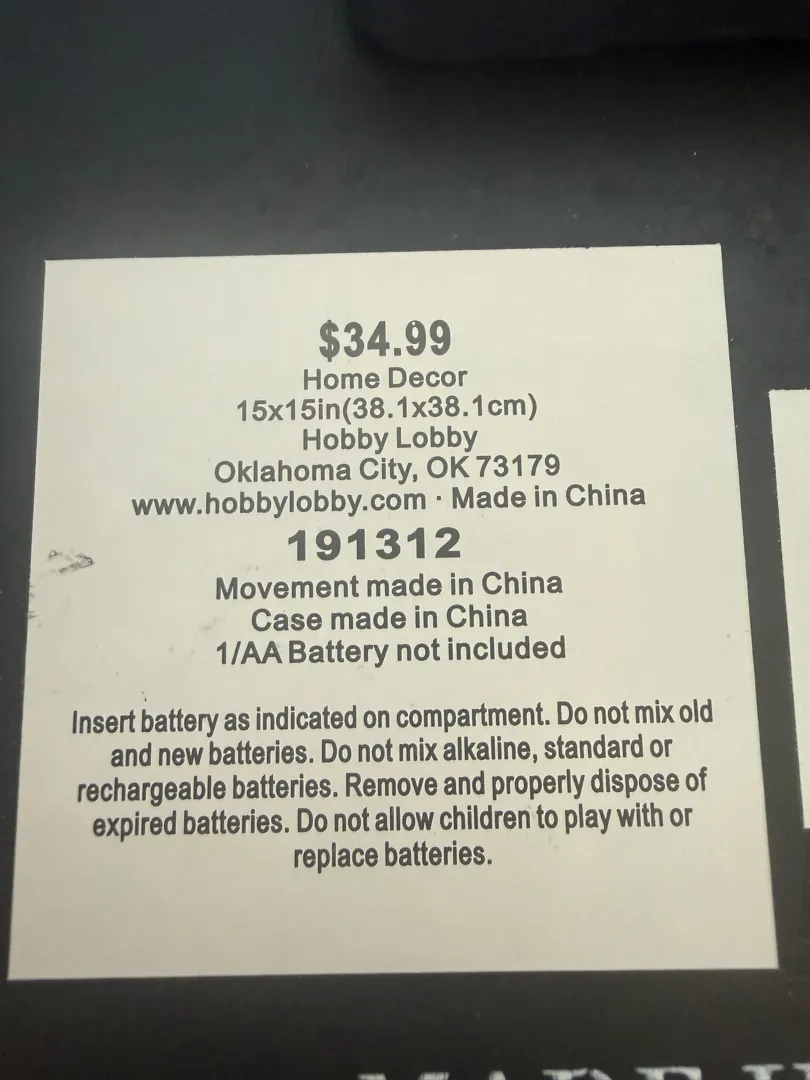 $34.99
Home Decor
15x15in(38.1x38.1cm)
Hobby Lobby
Oklahoma City, OK 73179
www.hobbylobby.com · Made in China
191312
Movement made in China
Case made in China
1/AA Battery not included
Insert battery as indicated on compartment. Do not mix old
and new batteries. Do not mix alkaline, standard or
rechargeable batteries. Remove and properly dispose of
expired batteries. Do not allow children to play with or
replace batteries.